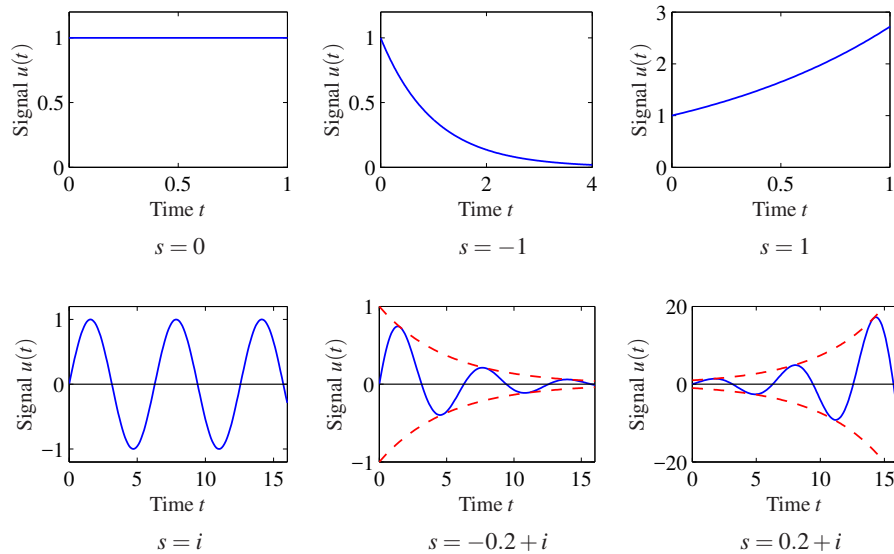 Signal u(t)
1
0.5
0
0 0.5 1
Time t
s = 0
Signal u(t)
1
0.5
0
0 2 4
Time t
s = −1
Signal u(t)
3
2
1
0
0 0.5 1
Time t
s = 1
Signal u(t)
1
0
−1
0 5 10 15
Time t
s = i
Signal u(t)
1
0
−1
0 5 10 15
Time t
s = −0.2 + i
Signal u(t)
20
0
−20
0 5 10 15
Time t
s = 0.2 + i